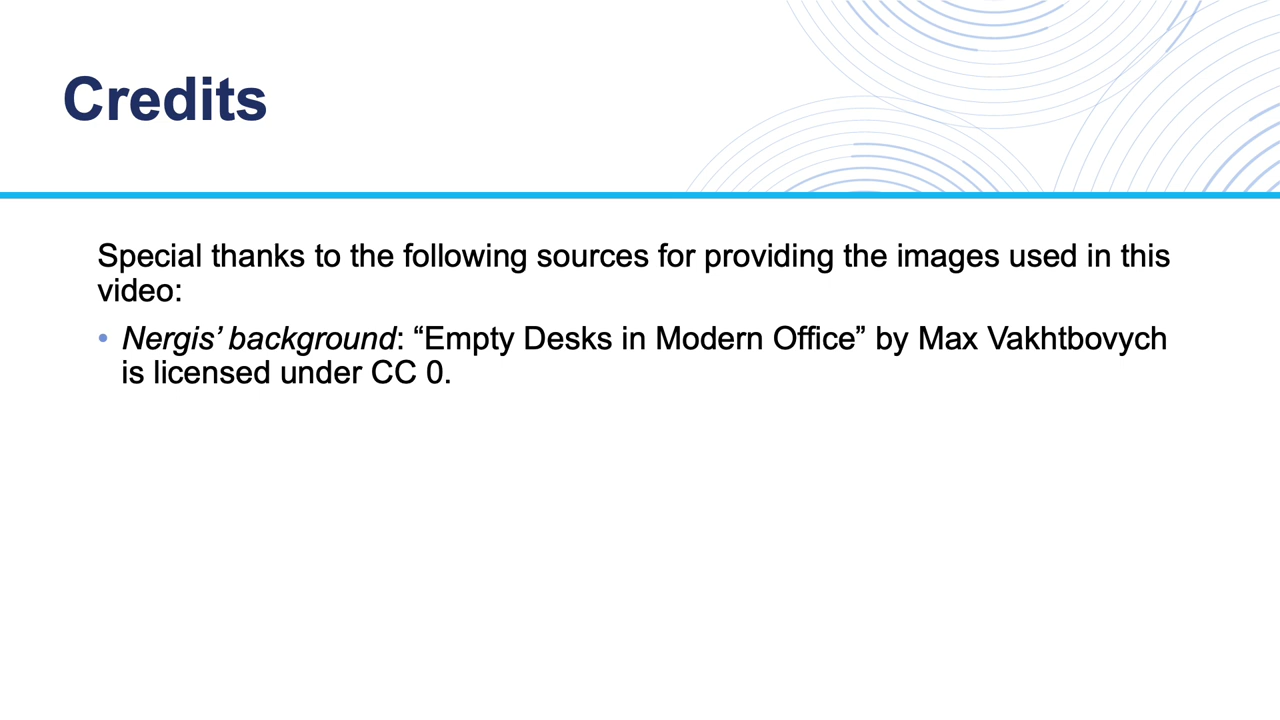 Credits
Special thanks to the following sources for providing the images used in this
video:
• Nergis’ background: “Empty Desks in Modern Office” by Max Vakhtbovych
is licensed under CC 0.